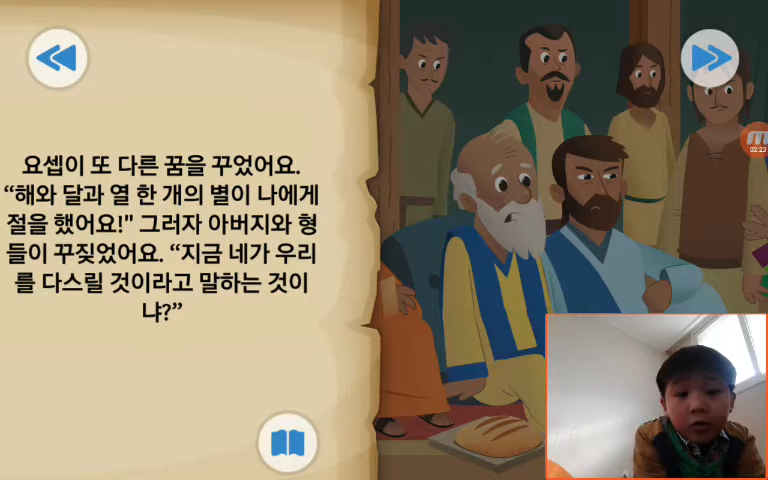 요셉이 또 다른 꿈을 꾸었어요.
“해와 달과 열 한 개의 별이 나에게
절을 했어요!" 그러자 아버지와 형
들이 꾸짖었어요. “지금 네가 우리
를 다스릴 것이라고 말하는 것이
냐?”
02:23